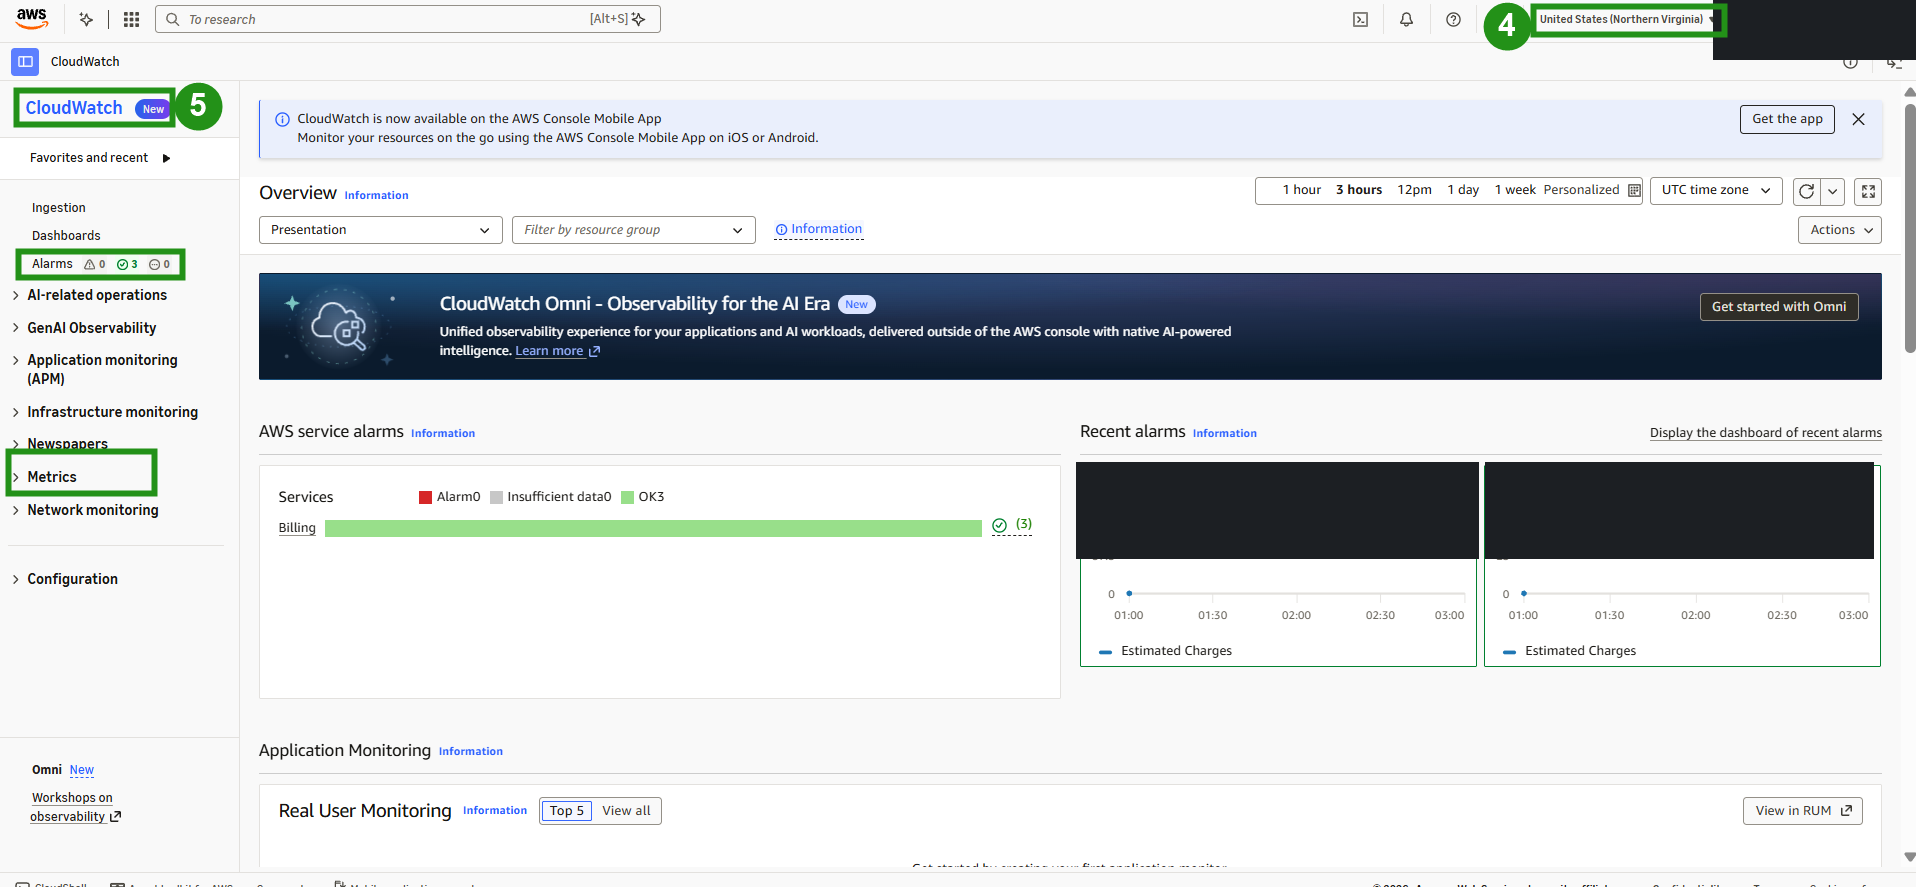 aws
To research
[Alt+S]
4
United States (Northern Virginia)
CloudWatch
CloudWatch New
5
Favorites and recent
Ingestion
Dashboards
Alarms 0 3 0
AI-related operations
GenAI Observability
Application monitoring
(APM)
Infrastructure monitoring
Newspapers
Metrics
Network monitoring
Configuration
Omni New
Workshops on
observability
CloudWatch is now available on the AWS Console Mobile App
Monitor your resources on the go using the AWS Console Mobile App on iOS or Android.
Get the app
Overview Information
1 hour 3 hours 12pm 1 day 1 week Personalized
UTC time zone
Presentation
Filter by resource group
Information
Actions
CloudWatch Omni - Observability for the AI Era New
Unified observability experience for your applications and AI workloads, delivered outside of the AWS console with native AI-powered
intelligence. Learn more
Get started with Omni
AWS service alarms Information
Services Alarm0 Insufficient data0 OK3
Billing (3)
Recent alarms Information
Display the dashboard of recent alarms
0
01:00 01:30 02:00 02:30 03:00
Estimated Charges
0
01:00 01:30 02:00 02:30 03:00
Estimated Charges
Application Monitoring Information
Real User Monitoring Information Top 5 View all
View in RUM
Get started by creating your first application monitor